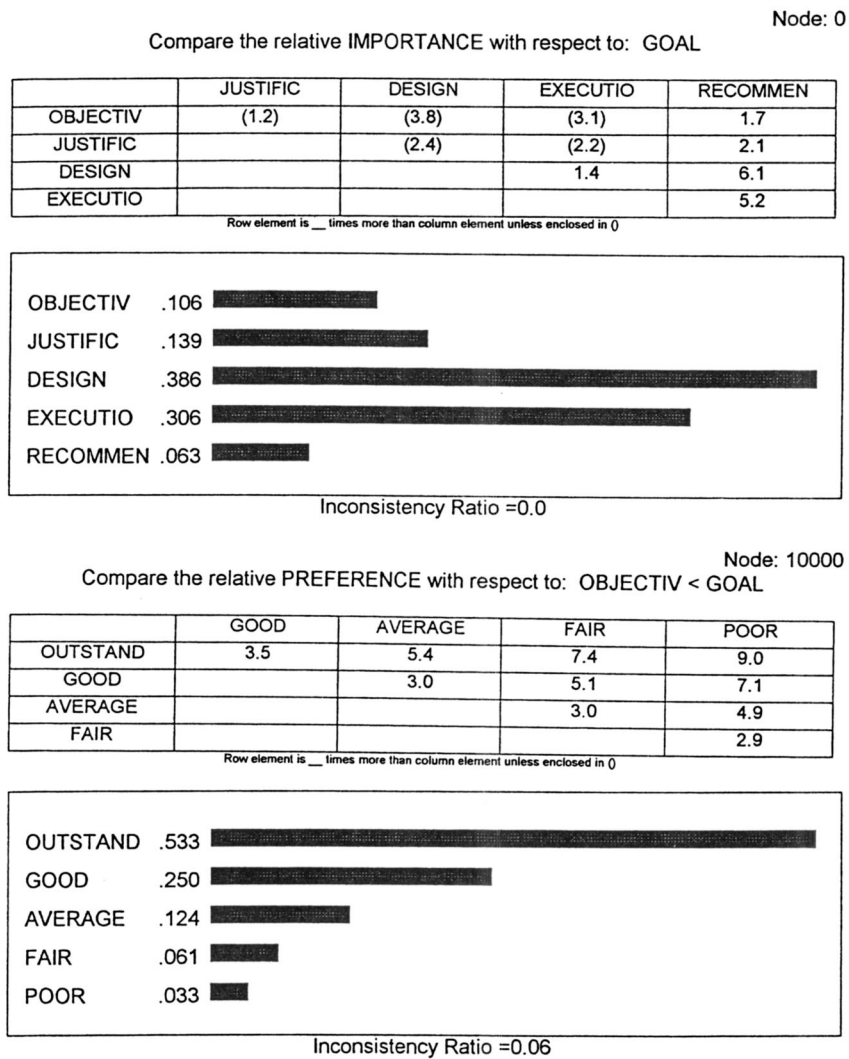 Node: 0
Compare the relative IMPORTANCE with respect to: GOAL
JUSTIFIC DESIGN EXECUTIO RECOMMEN
OBJECTIV (1.2) (3.8) (3.1) 1.7
JUSTIFIC (2.4) (2.2) 2.1
DESIGN 1.4 6.1
EXECUTIO 5.2
Row element is __ times more than column element unless enclosed in ()
OBJECTIV .106
JUSTIFIC .139
DESIGN .386
EXECUTIO .306
RECOMMEN .063
Inconsistency Ratio =0.0
Node: 10000
Compare the relative PREFERENCE with respect to: OBJECTIV < GOAL
GOOD AVERAGE FAIR POOR
OUTSTAND 3.5 5.4 7.4 9.0
GOOD 3.0 5.1 7.1
AVERAGE 3.0 4.9
FAIR 2.9
Row element is __ times more than column element unless enclosed in ()
OUTSTAND .533
GOOD .250
AVERAGE .124
FAIR .061
POOR .033
Inconsistency Ratio =0.06